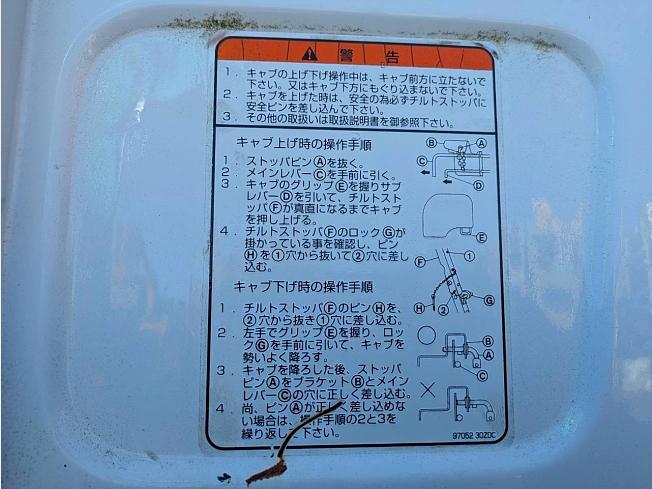 警告
1. キャブの上げ下げ操作中は、キャブ前方に立たないで
下さい。又はキャブ下方にもぐり込まないで下さい。
2. キャブを上げた時は、安全の為必ずチルトストッパに
安全ピンを差し込んで下さい。
3. その他の取扱いは取扱説明書を御参照下さい。
キャブ上げ時の操作手順
1. ストッパピンⒶを抜く。
2. メインレバーⒸを手前に引く。
3. キャブのグリップⒺを握りサブ
レバーⒹを引いて、チルトスト
ッパⒻが真直になるまでキャブ
を押し上げる。
4. チルトストッパⒻのロックⒼが
掛かっている事を確認し、ピン
Ⓗを①穴から抜いて②穴に差し
込む。
Ⓑ Ⓐ
Ⓒ
Ⓓ
Ⓔ
Ⓕ ①
Ⓗ ② Ⓖ
キャブ下げ時の操作手順
1. チルトストッパⒻのピンⒽを、
②穴から抜き①穴に差し込む。
2. 左手でグリップⒺを握り、ロッ
クⒼを手前に引いて、キャブを
勢いよく降ろす。
3. キャブを降ろした後、ストッパ
ピンⒶをブラケットⒷとメイン
レバーⒸの穴に正しく差し込む。
4 尚、ピンⒶが正しく差し込めな
い場合は、操作手順の2と3を
繰り返して下さい。
○ Ⓑ
Ⓐ
Ⓒ
×
97052 30Z0C